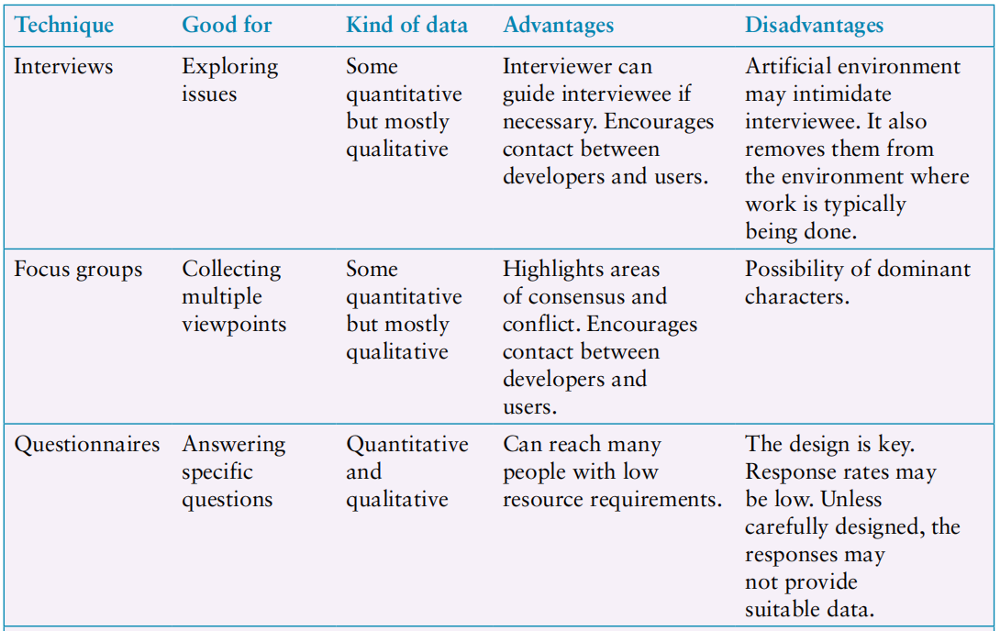 Technique Good for Kind of data Advantages Disadvantages
Interviews Exploring Some Interviewer can Artificial environment
issues quantitative guide interviewee if may intimidate
but mostly necessary. Encourages interviewee. It also
qualitative contact between removes them from
developers and users. the environment where
work is typically
being done.
Focus groups Collecting Some Highlights areas Possibility of dominant
multiple quantitative of consensus and characters.
viewpoints but mostly conflict. Encourages
qualitative contact between
developers and
users.
Questionnaires Answering Quantitative Can reach many The design is key.
specific and people with low Response rates may
questions qualitative resource requirements. be low. Unless
carefully designed, the
responses may
not provide
suitable data.